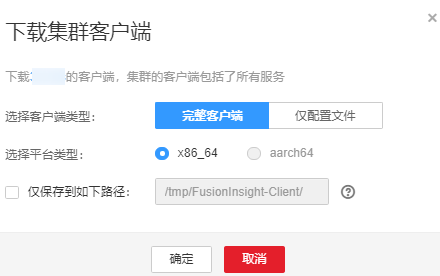 下载集群客户端
下载 的客户端，集群的客户端包括了所有服务
选择客户端类型： 完整客户端 仅配置文件
选择平台类型： x86_64 aarch64
仅保存到如下路径： /tmp/FusionInsight-Client/
确定 取消